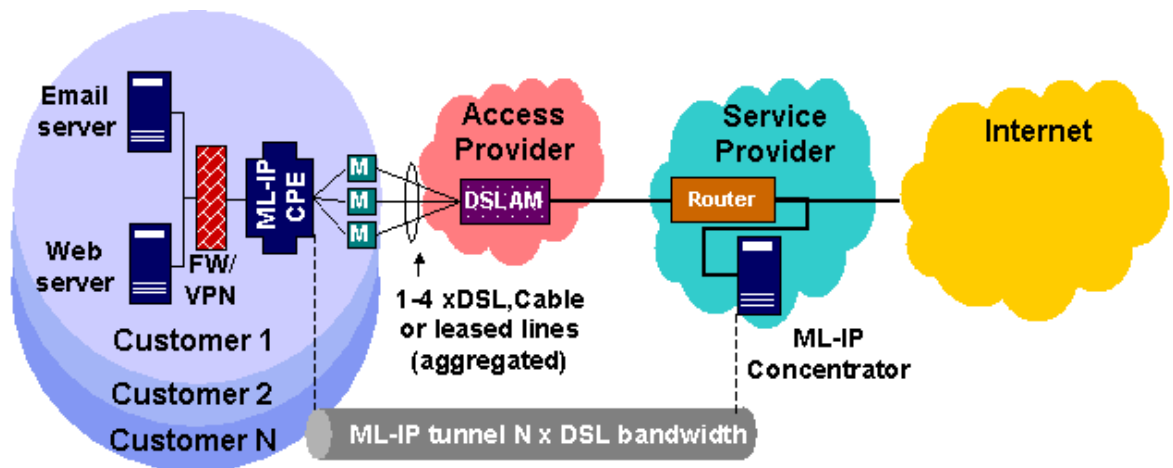 Email
server
Web
server
FW/
VPN
ML-IP
CPE
M
M
M
Customer 1
Customer 2
Customer N
1-4 xDSL,Cable
or leased lines
(aggregated)
Access
Provider
DSLAM
Service
Provider
Router
ML-IP
Concentrator
Internet
ML-IP tunnel N x DSL bandwidth